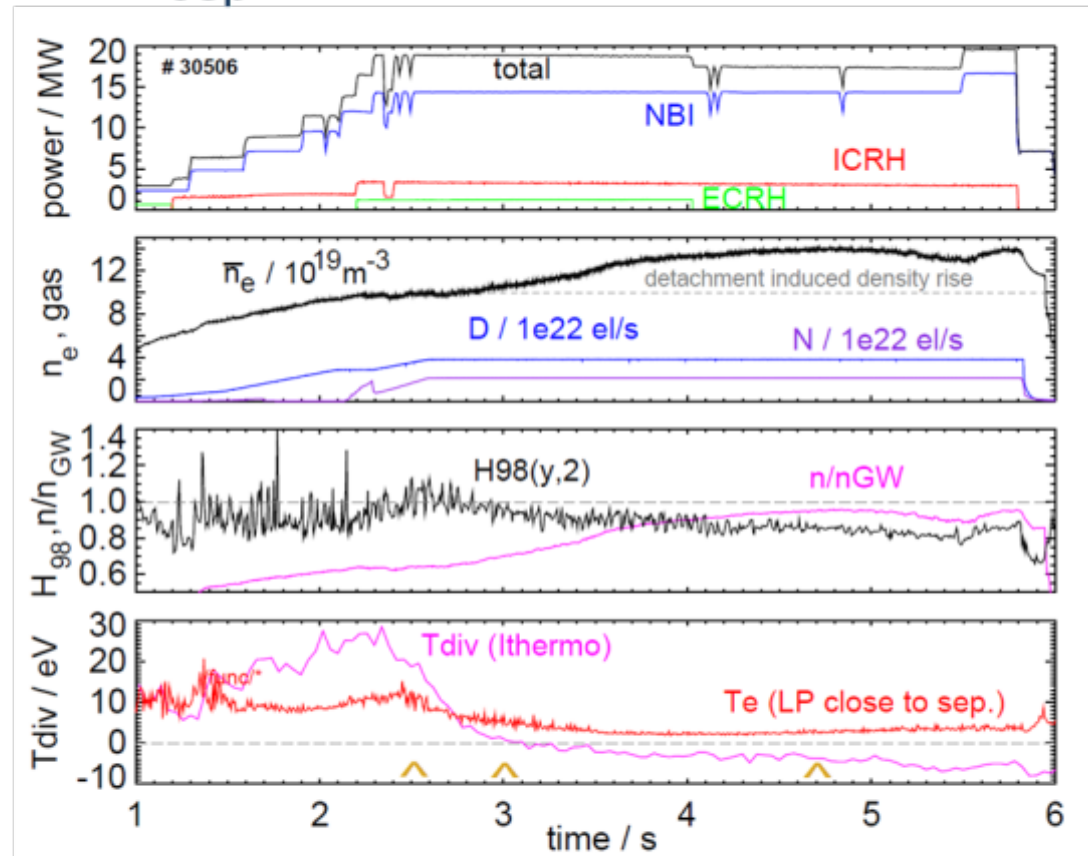 # 30506
total
NBI
ICRH
ECRH
power / MW
20
15
10
5
0
n̅e / 10^19 m^-3
detachment induced density rise
D / 1e22 el/s
N / 1e22 el/s
ne , gas
12
8
4
0
H98(y,2)
n/nGW
H98,n/nGW
1.4
1.2
1.0
0.8
0.6
Tdiv (Ithermo)
Te (LP close to sep.)
Tdiv / eV
30
20
10
0
-10
1 2 3 4 5 6
time / s